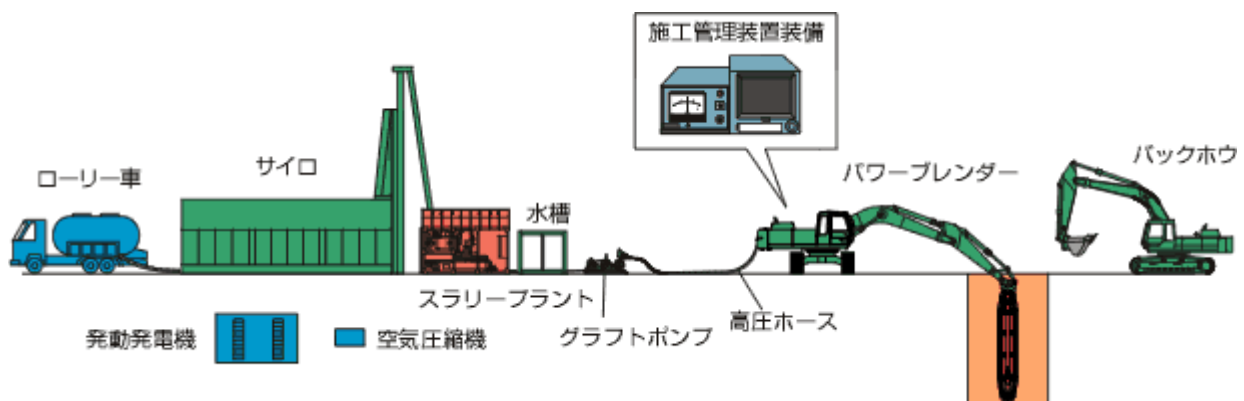 施工管理装置装備
ローリー車
サイロ
水槽
パワーブレンダー
バックホウ
スラリープラント
グラフトポンプ
高圧ホース
発動発電機
空気圧縮機